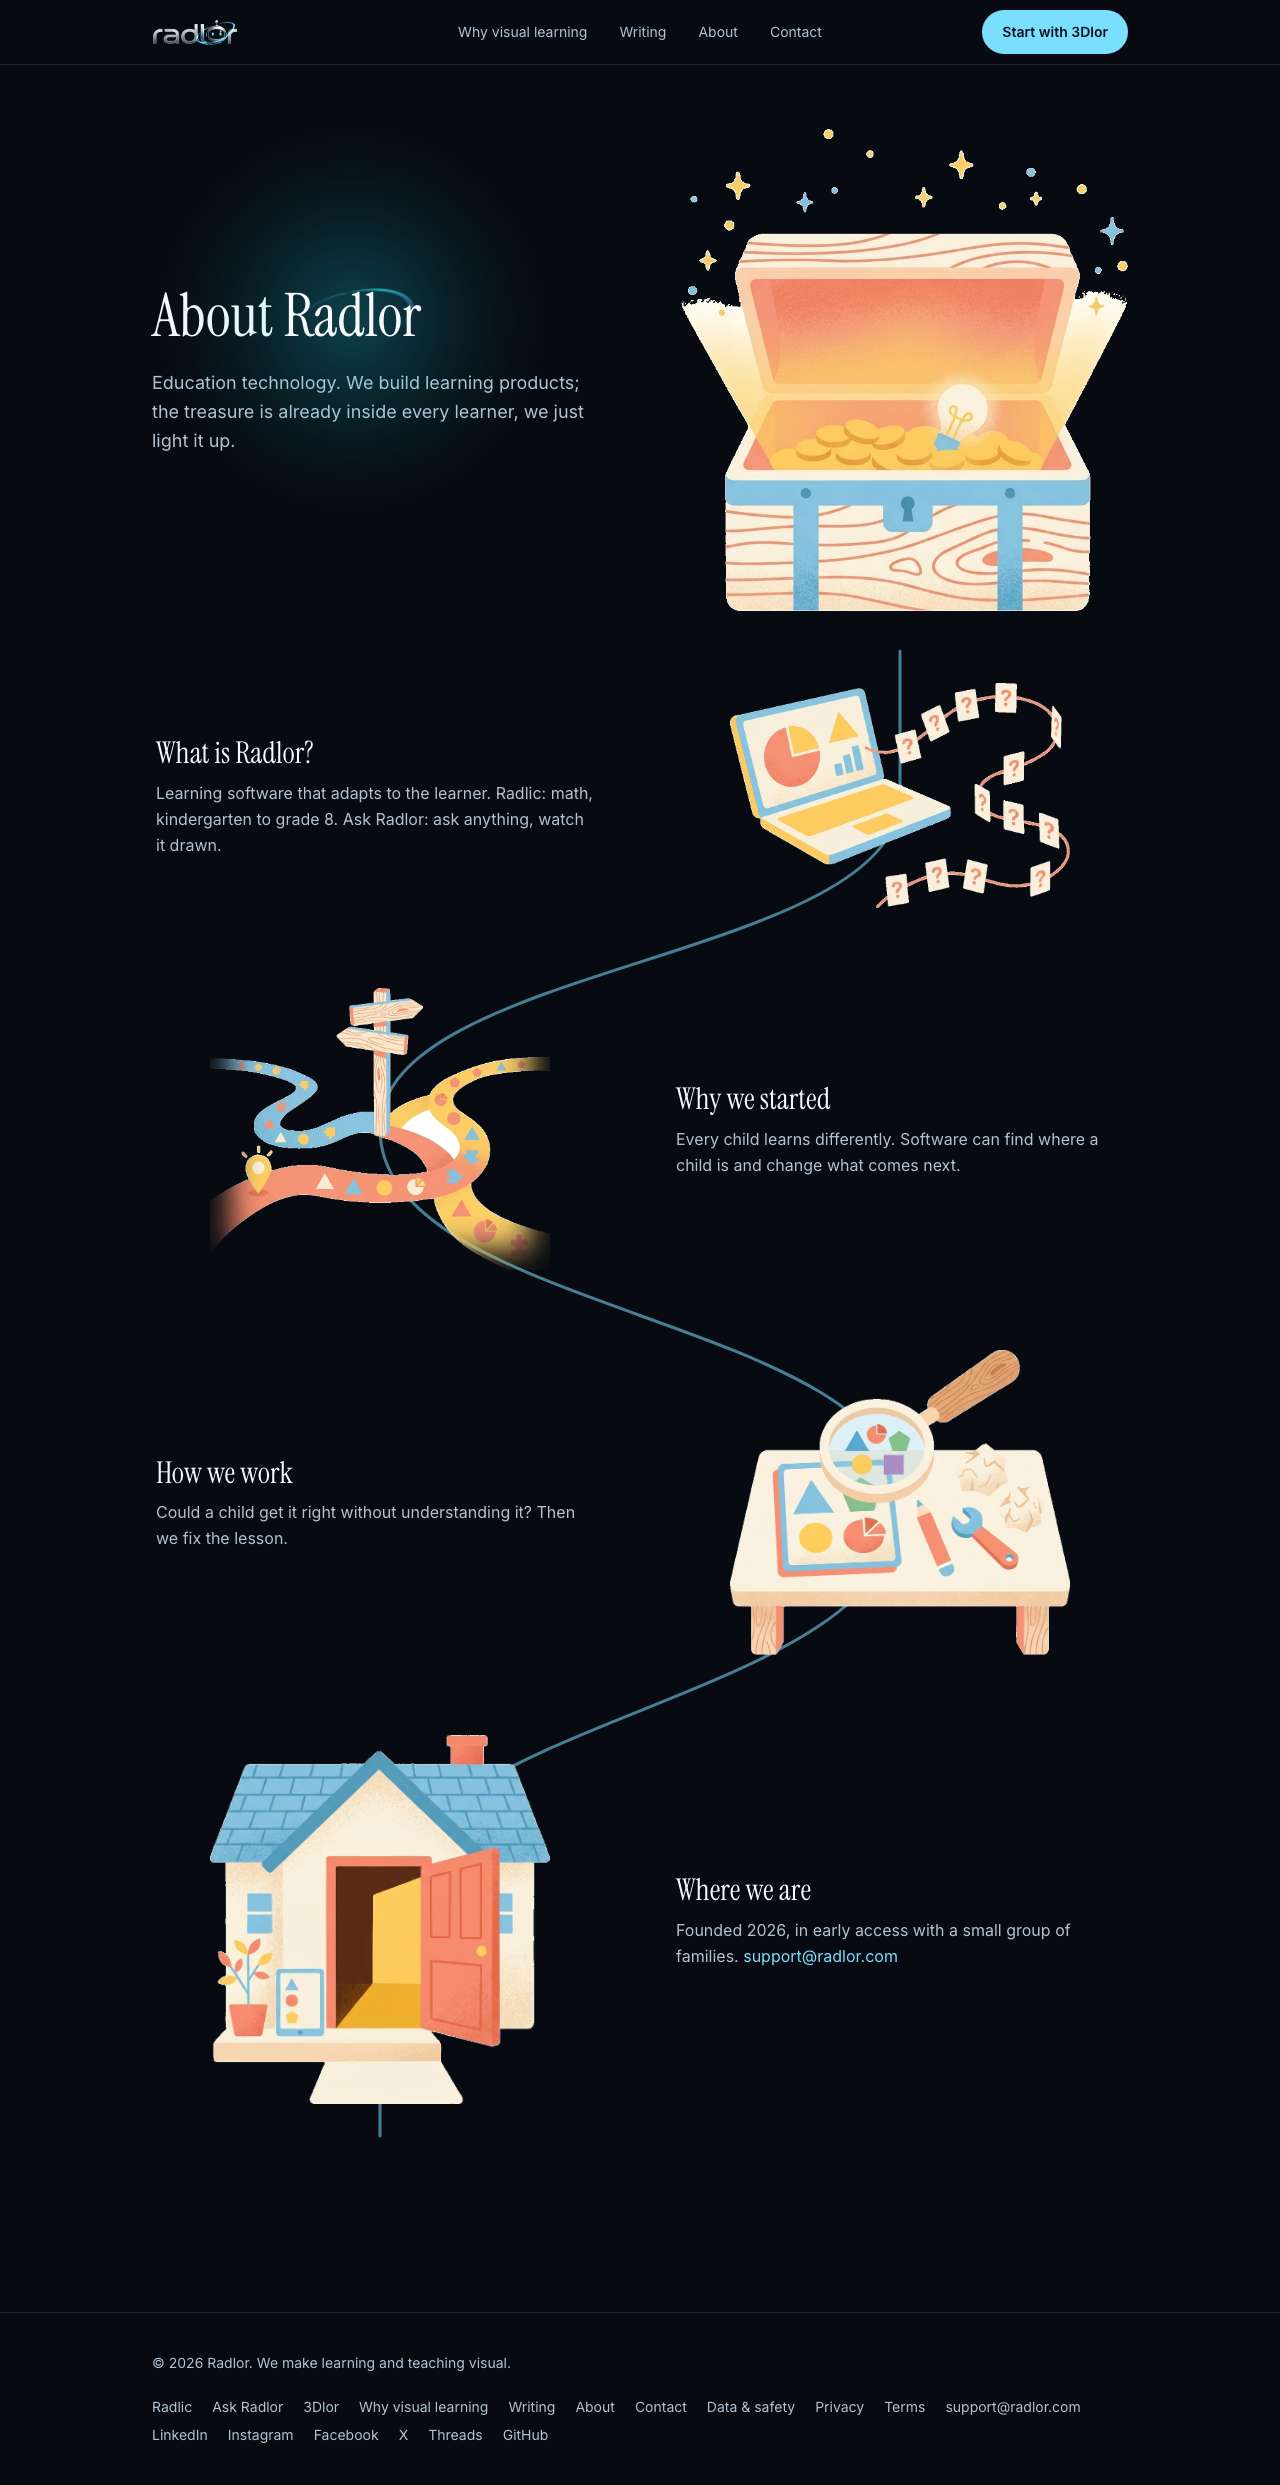 radlor
Why visual learning
Writing
About
Contact
Start with 3Dlor
About Radlor
Education technology. We build learning products;
the treasure is already inside every learner, we just
light it up.
What is Radlor?
Learning software that adapts to the learner. Radlic: math,
kindergarten to grade 8. Ask Radlor: ask anything, watch
it drawn.
? ? ? ? ? ? ? ? ? ? ? ? ?
Why we started
Every child learns differently. Software can find where a
child is and change what comes next.
How we work
Could a child get it right without understanding it? Then
we fix the lesson.
Where we are
Founded 2026, in early access with a small group of
families. support@radlor.com
© 2026 Radlor. We make learning and teaching visual.
Radlic Ask Radlor 3Dlor Why visual learning Writing About Contact Data & safety Privacy Terms support@radlor.com
LinkedIn Instagram Facebook X Threads GitHub